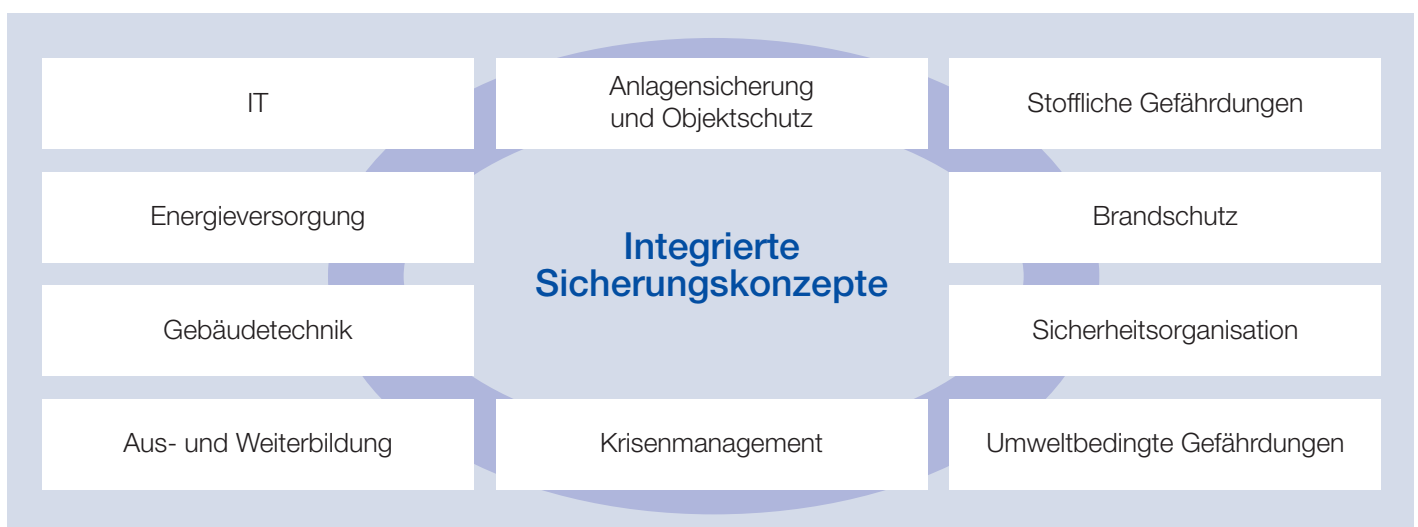 IT
Anlagensicherung
und Objektschutz
Stoffliche Gefährdungen
Energieversorgung
Brandschutz
Integrierte
Sicherungskonzepte
Gebäudetechnik
Sicherheitsorganisation
Aus- und Weiterbildung
Krisenmanagement
Umweltbedingte Gefährdungen